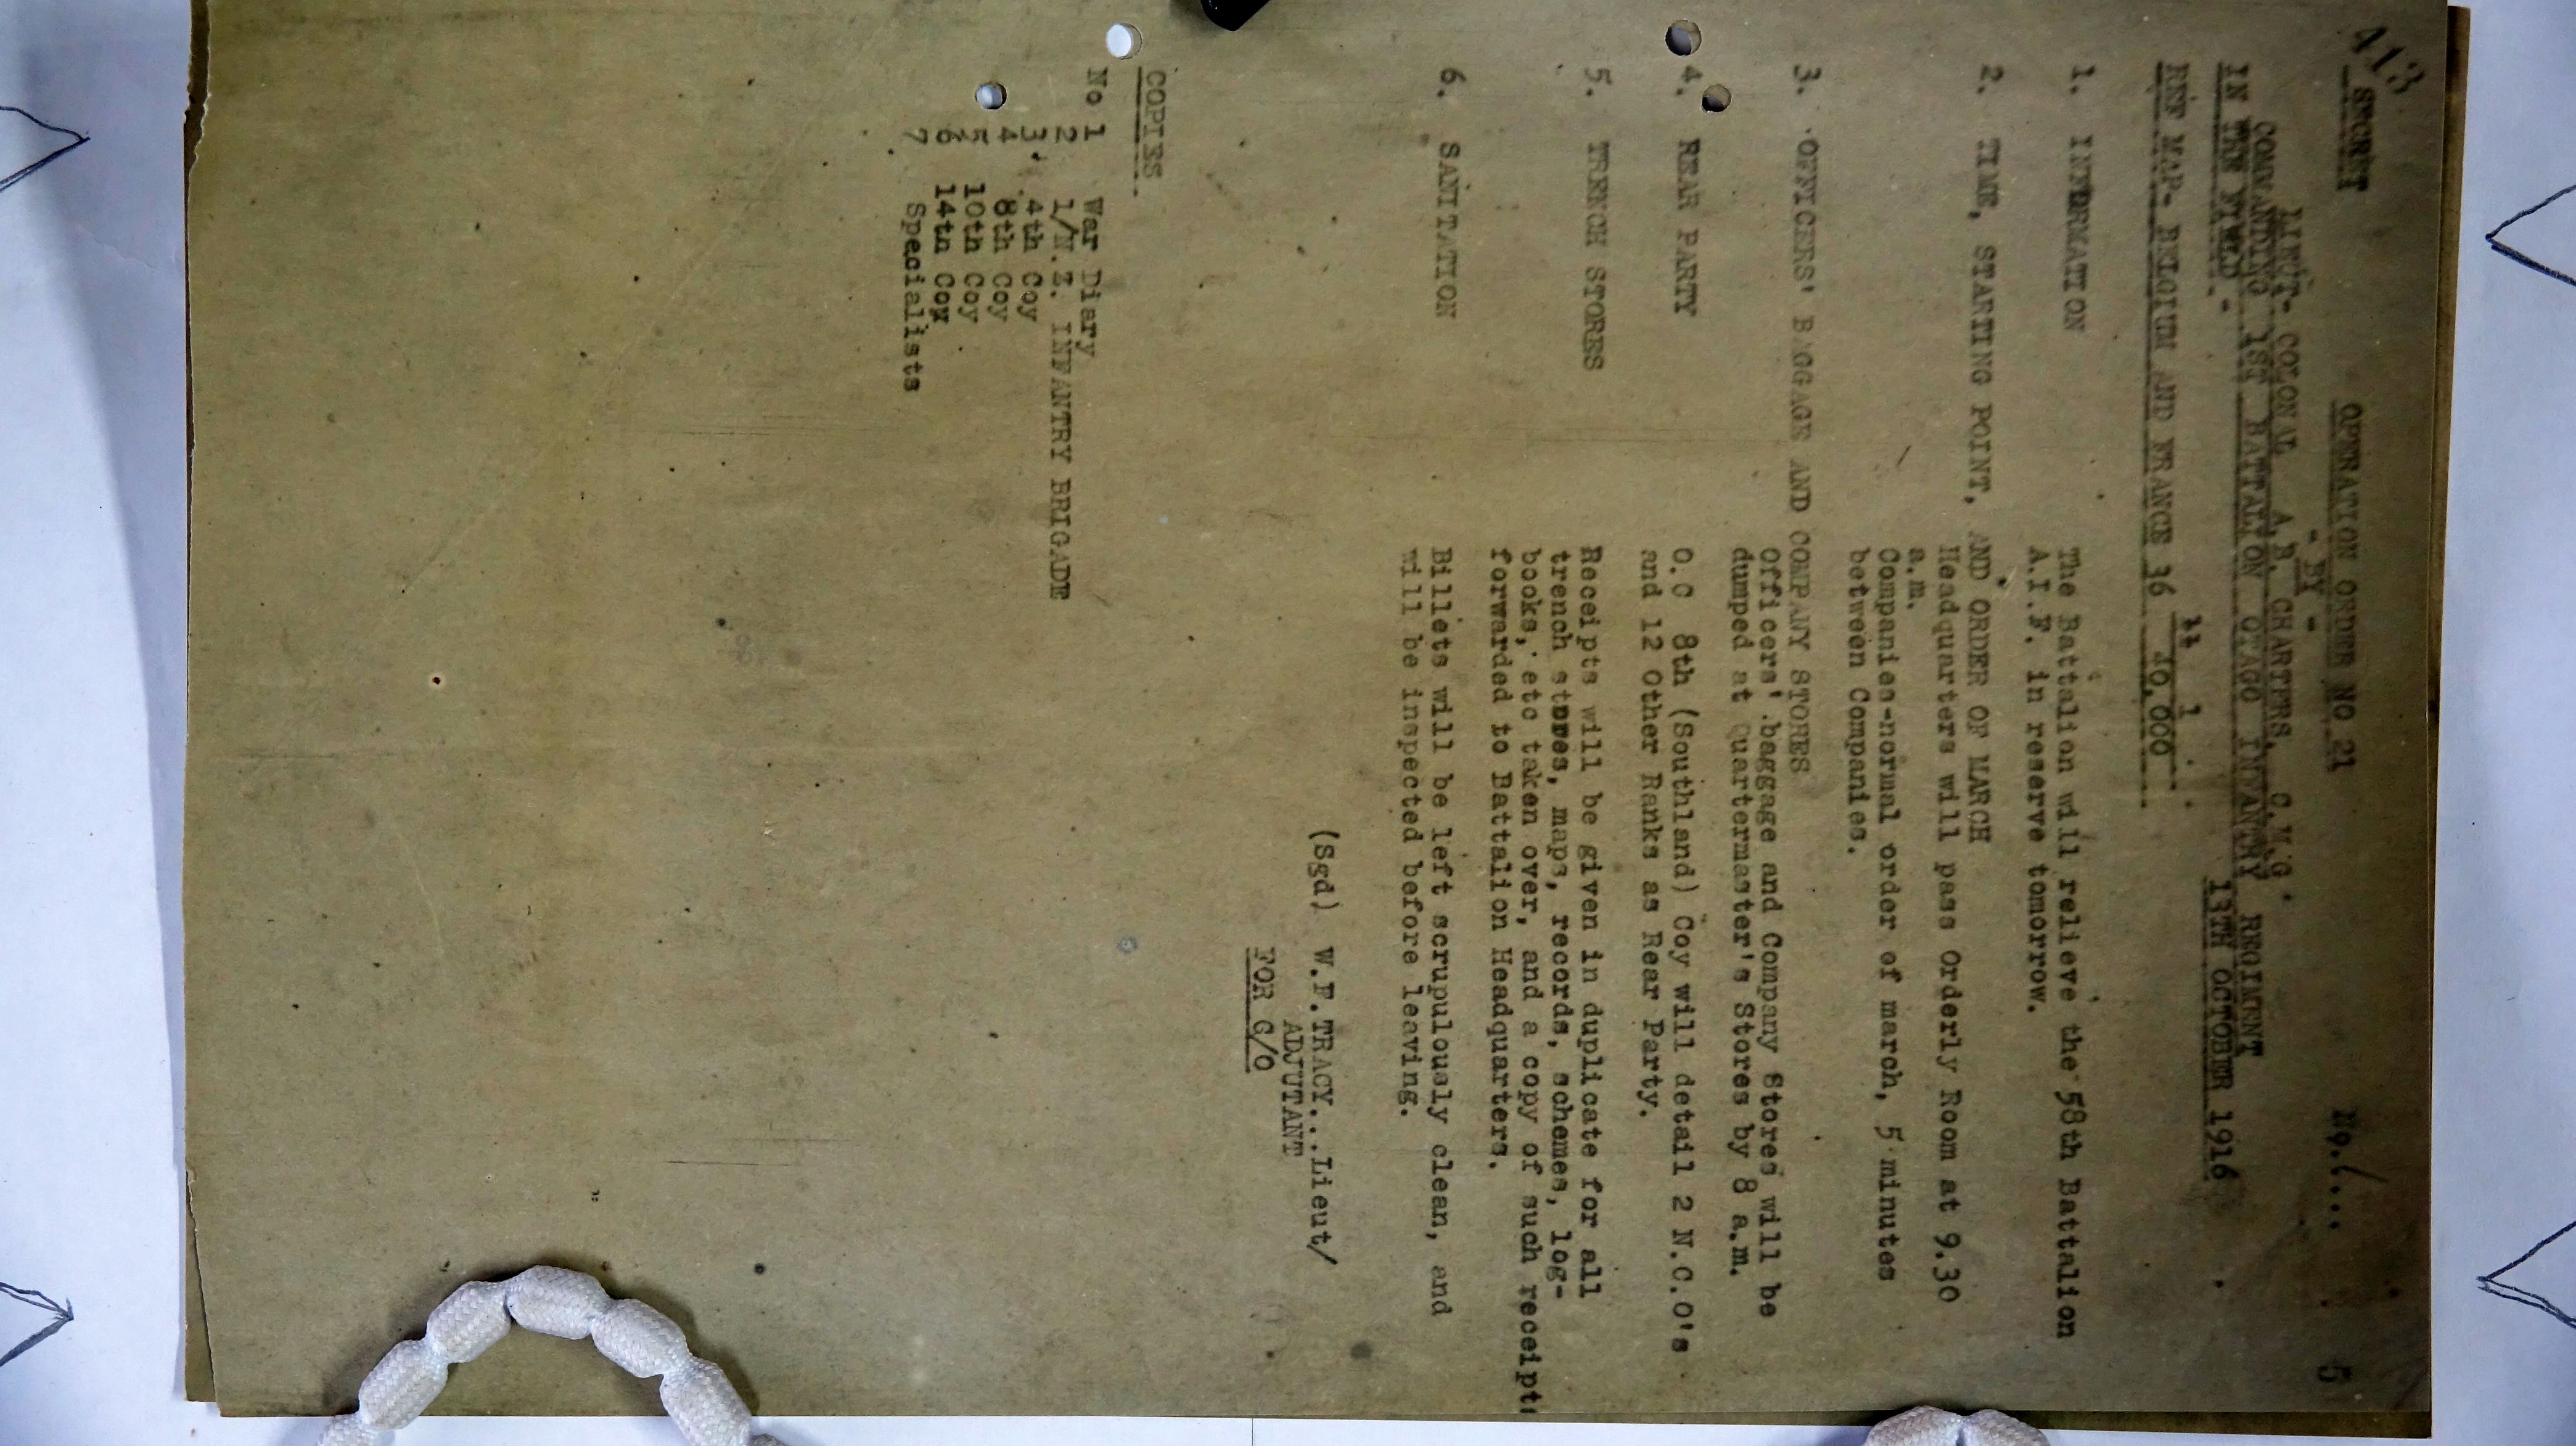 413
SECRET
OPERATION ORDER NO 21
No./...
5
- BY -
LIEUT- COLONAL A.B. CHARTERS, C.M.G.
COMMANDING 1ST BATTALION OTAGO INFANTRY REGIMENT
IN THE FIELD -
13TH OCTOBER 1916
REF MAP- BELGIUM AND FRANCE 36 1 40,000
1. INFORMATION
The Battalion will relieve the 58th Battalion
A.I.F. in reserve tomorrow.
2. TIME, STARTING POINT, AND ORDER OF MARCH
Headquarters will pass Orderly Room at 9.30
a.m.
Companies-normal order of march, 5 minutes
between Companies.
3. OFFICERS' BAGGAGE AND COMPANY STORES
Officers' baggage and Company Stores will be
dumped at Quartermaster's Stores by 8 a.m.
4. REAR PARTY
O.C 8th (Southland) Coy will detail 2 N.C.O's
and 12 Other Ranks as Rear Party.
5. TRENCH STORES
Receipts will be given in duplicate for all
trench stores, maps, records, schemes, log-
books, etc taken over, and a copy of such receipts
forwarded to Battalion Headquarters.
6. SANITATION
Billets will be left scrupulously clean, and
will be inspected before leaving.
(Sgd) W.F.TRACY...Lieut/
ADJUTANT
FOR C/O
COPIES
No 1 War Diary
2 1/N.Z. INFANTRY BRIGADE
3 4th Coy
4 8th Coy
5 10th Coy
6 14tn Coy
7 Specialists